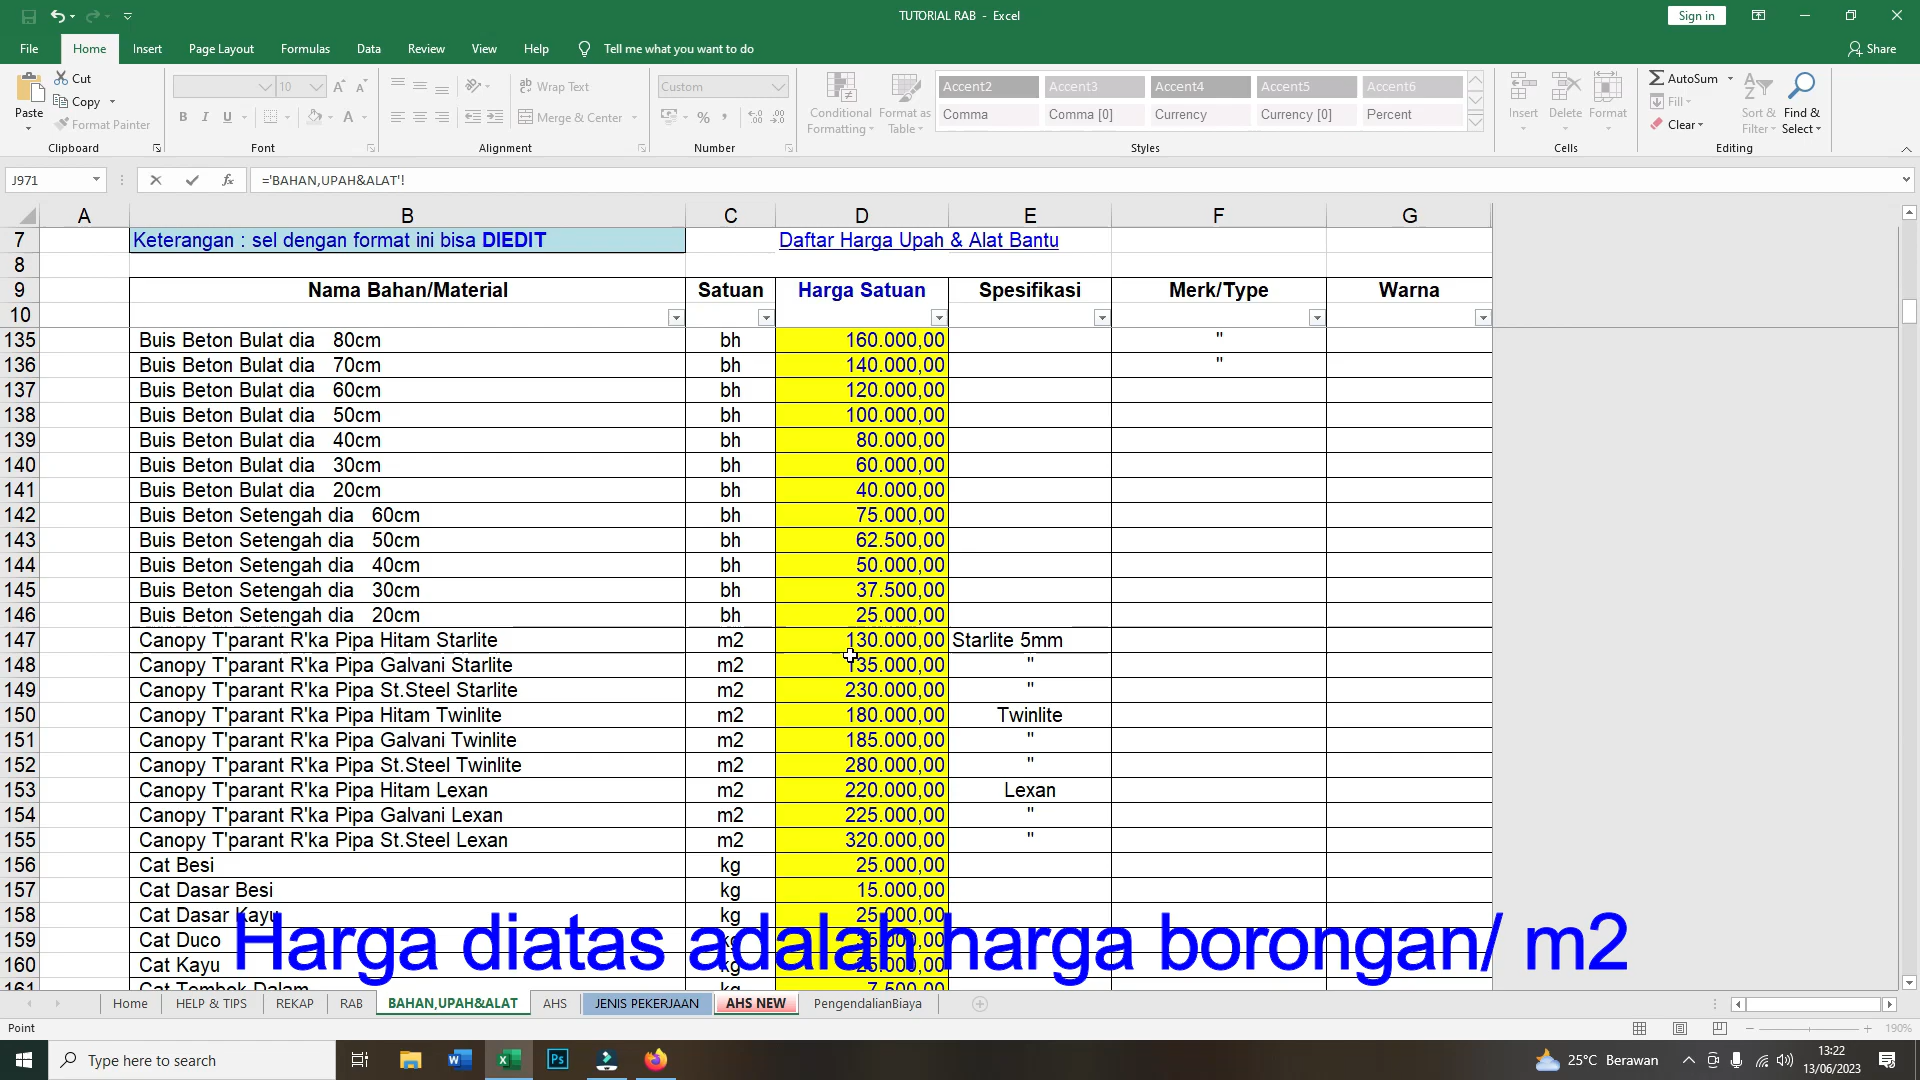 TUTORIAL RAB - Excel
Sign in
File Home Insert Page Layout Formulas Data Review View Help Tell me what you want to do Share
Paste
Cut
Copy
Format Painter
10
B I U
Wrap Text
Merge & Center
Custom
Conditional Formatting
Format as Table
Accent2 Accent3 Accent4 Accent5 Accent6
Comma Comma [0] Currency Currency [0] Percent
Insert Delete Format
AutoSum
Fill
Clear
Sort & Filter
Find & Select
Clipboard Font Alignment Number Styles Cells Editing
J971 ='BAHAN,UPAH&ALAT'!
A B C D E F G
7 Keterangan : sel dengan format ini bisa DIEDIT Daftar Harga Upah & Alat Bantu
8
9 Nama Bahan/Material Satuan Harga Satuan Spesifikasi Merk/Type Warna
10
135 Buis Beton Bulat dia 80cm bh 160.000,00 "
136 Buis Beton Bulat dia 70cm bh 140.000,00 "
137 Buis Beton Bulat dia 60cm bh 120.000,00
138 Buis Beton Bulat dia 50cm bh 100.000,00
139 Buis Beton Bulat dia 40cm bh 80.000,00
140 Buis Beton Bulat dia 30cm bh 60.000,00
141 Buis Beton Bulat dia 20cm bh 40.000,00
142 Buis Beton Setengah dia 60cm bh 75.000,00
143 Buis Beton Setengah dia 50cm bh 62.500,00
144 Buis Beton Setengah dia 40cm bh 50.000,00
145 Buis Beton Setengah dia 30cm bh 37.500,00
146 Buis Beton Setengah dia 20cm bh 25.000,00
147 Canopy T'parant R'ka Pipa Hitam Starlite m2 130.000,00 Starlite 5mm
148 Canopy T'parant R'ka Pipa Galvani Starlite m2 135.000,00 "
149 Canopy T'parant R'ka Pipa St.Steel Starlite m2 230.000,00 "
150 Canopy T'parant R'ka Pipa Hitam Twinlite m2 180.000,00 Twinlite
151 Canopy T'parant R'ka Pipa Galvani Twinlite m2 185.000,00 "
152 Canopy T'parant R'ka Pipa St.Steel Twinlite m2 280.000,00 "
153 Canopy T'parant R'ka Pipa Hitam Lexan m2 220.000,00 Lexan
154 Canopy T'parant R'ka Pipa Galvani Lexan m2 225.000,00 "
155 Canopy T'parant R'ka Pipa St.Steel Lexan m2 320.000,00 "
156 Cat Besi kg 25.000,00
157 Cat Dasar Besi kg 15.000,00
158 Cat Dasar Kayu kg 25.000,00
159 Cat Duco kg
160 Cat Kayu kg
161 Cat Tembok Dalam kg 7.500,00
Harga diatas adalah harga borongan/ m2
Home HELP & TIPS REKAP RAB BAHAN,UPAH&ALAT AHS JENIS PEKERJAAN AHS NEW PengendalianBiaya
Point 190%
Type here to search
25°C Berawan
13:22
13/06/2023